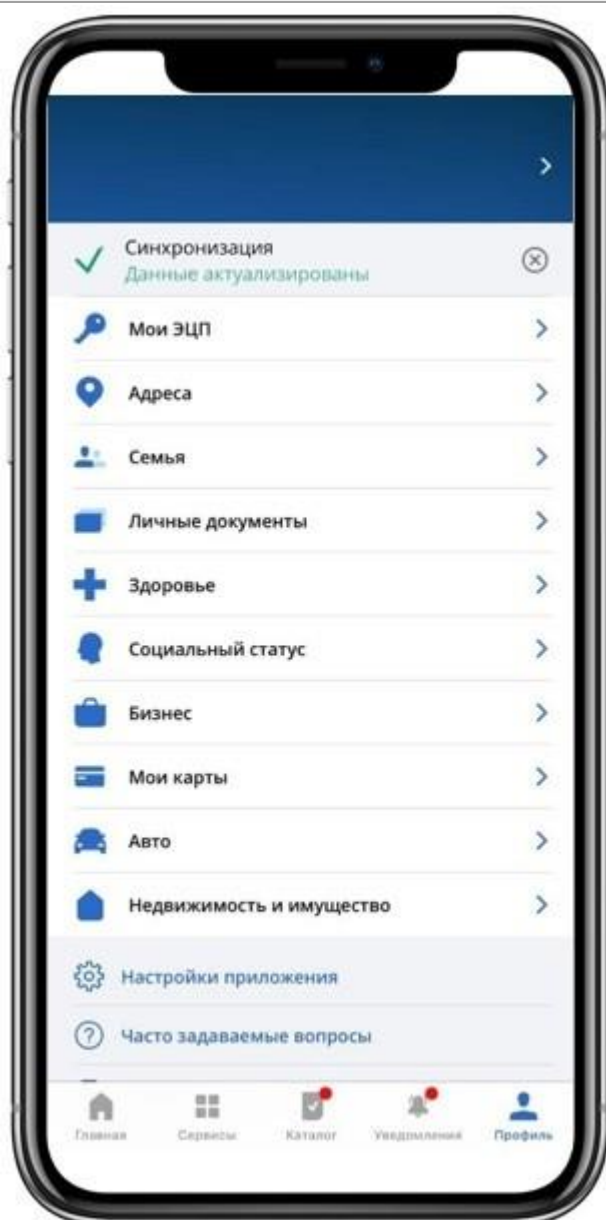 Синхронизация
Данные актуализированы
Мои ЭЦП
Адреса
Семья
Личные документы
Здоровье
Социальный статус
Бизнес
Мои карты
Авто
Недвижимость и имущество
Настройки приложения
Часто задаваемые вопросы
Главная Сервисы Каталог Уведомления Профиль